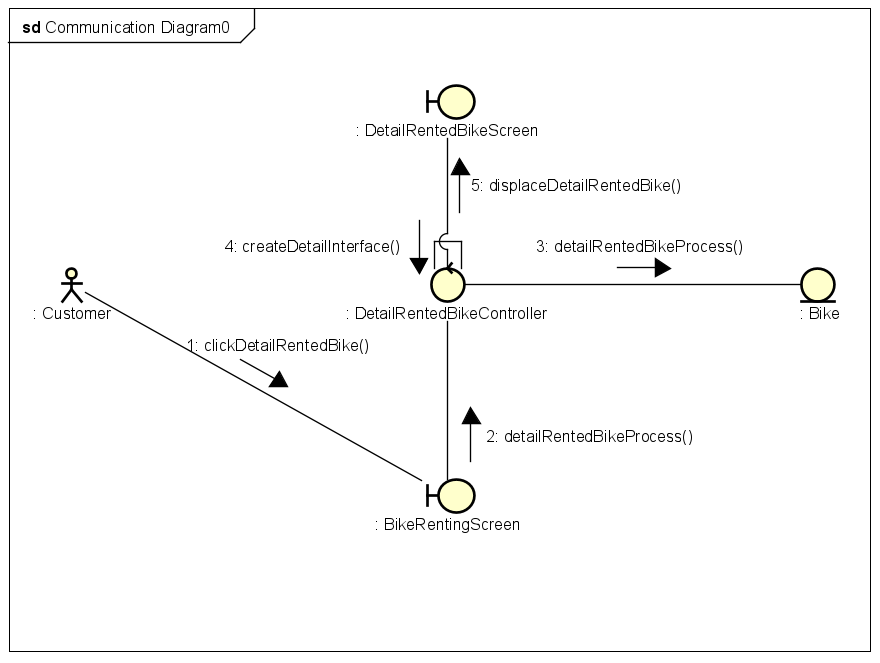 sd Communication Diagram0
: DetailRentedBikeScreen
5: displaceDetailRentedBike()
4: createDetailInterface()
3: detailRentedBikeProcess()
: Customer
: DetailRentedBikeController
: Bike
1: clickDetailRentedBike()
2: detailRentedBikeProcess()
: BikeRentingScreen